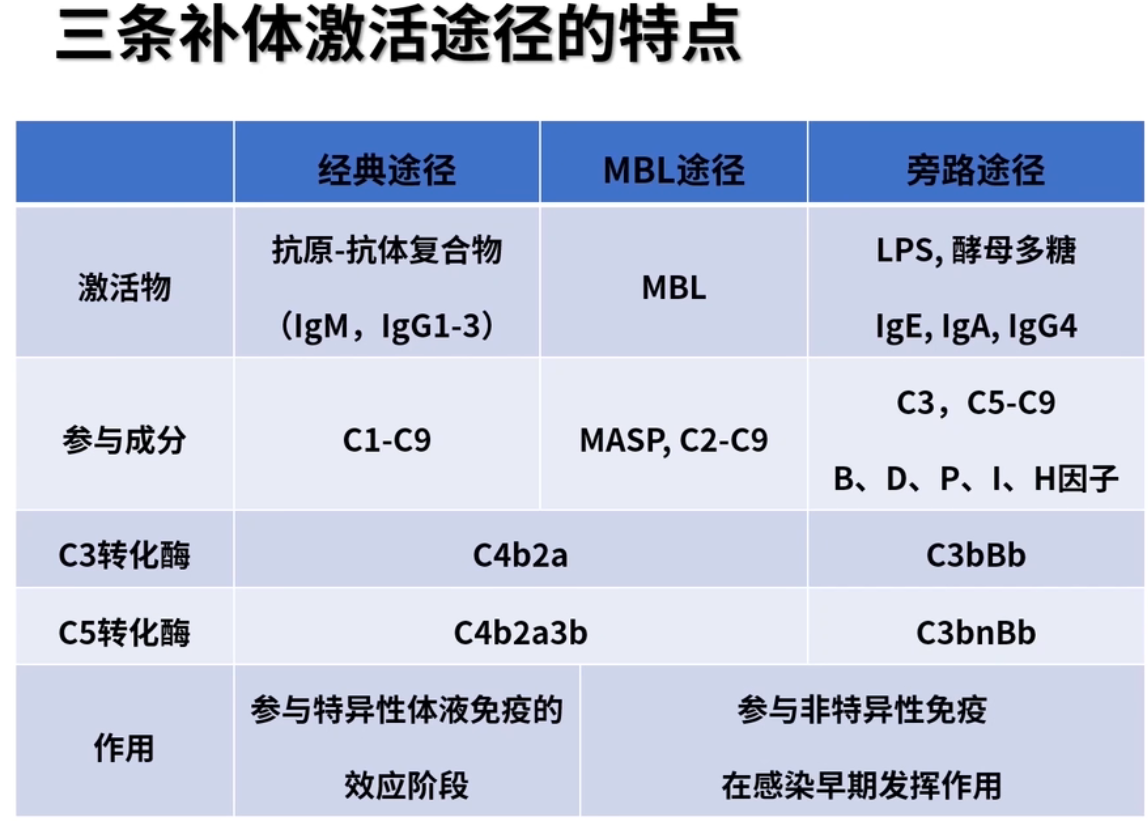 三条补体激活途径的特点
经典途径
MBL途径
旁路途径
激活物
抗原-抗体复合物
（IgM，IgG1-3）
MBL
LPS, 酵母多糖
IgE, IgA, IgG4
参与成分
C1-C9
MASP, C2-C9
C3，C5-C9
B、D、P、I、H因子
C3转化酶
C4b2a
C3bBb
C5转化酶
C4b2a3b
C3bnBb
作用
参与特异性体液免疫的
效应阶段
参与非特异性免疫
在感染早期发挥作用